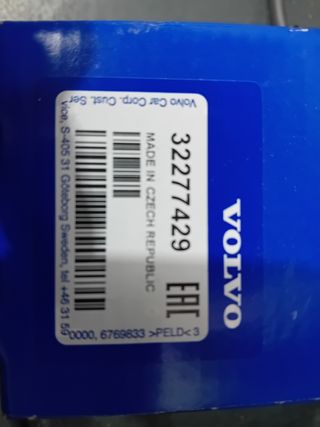 VOLVO
32277429
EAC
MADE IN CZECH REPUBLIC
Volvo Car Corp. Cust. Ser
vice, S-405 31 Göteborg Sweden, tel +46 31 59
0000, 6769833 >PELD< 3